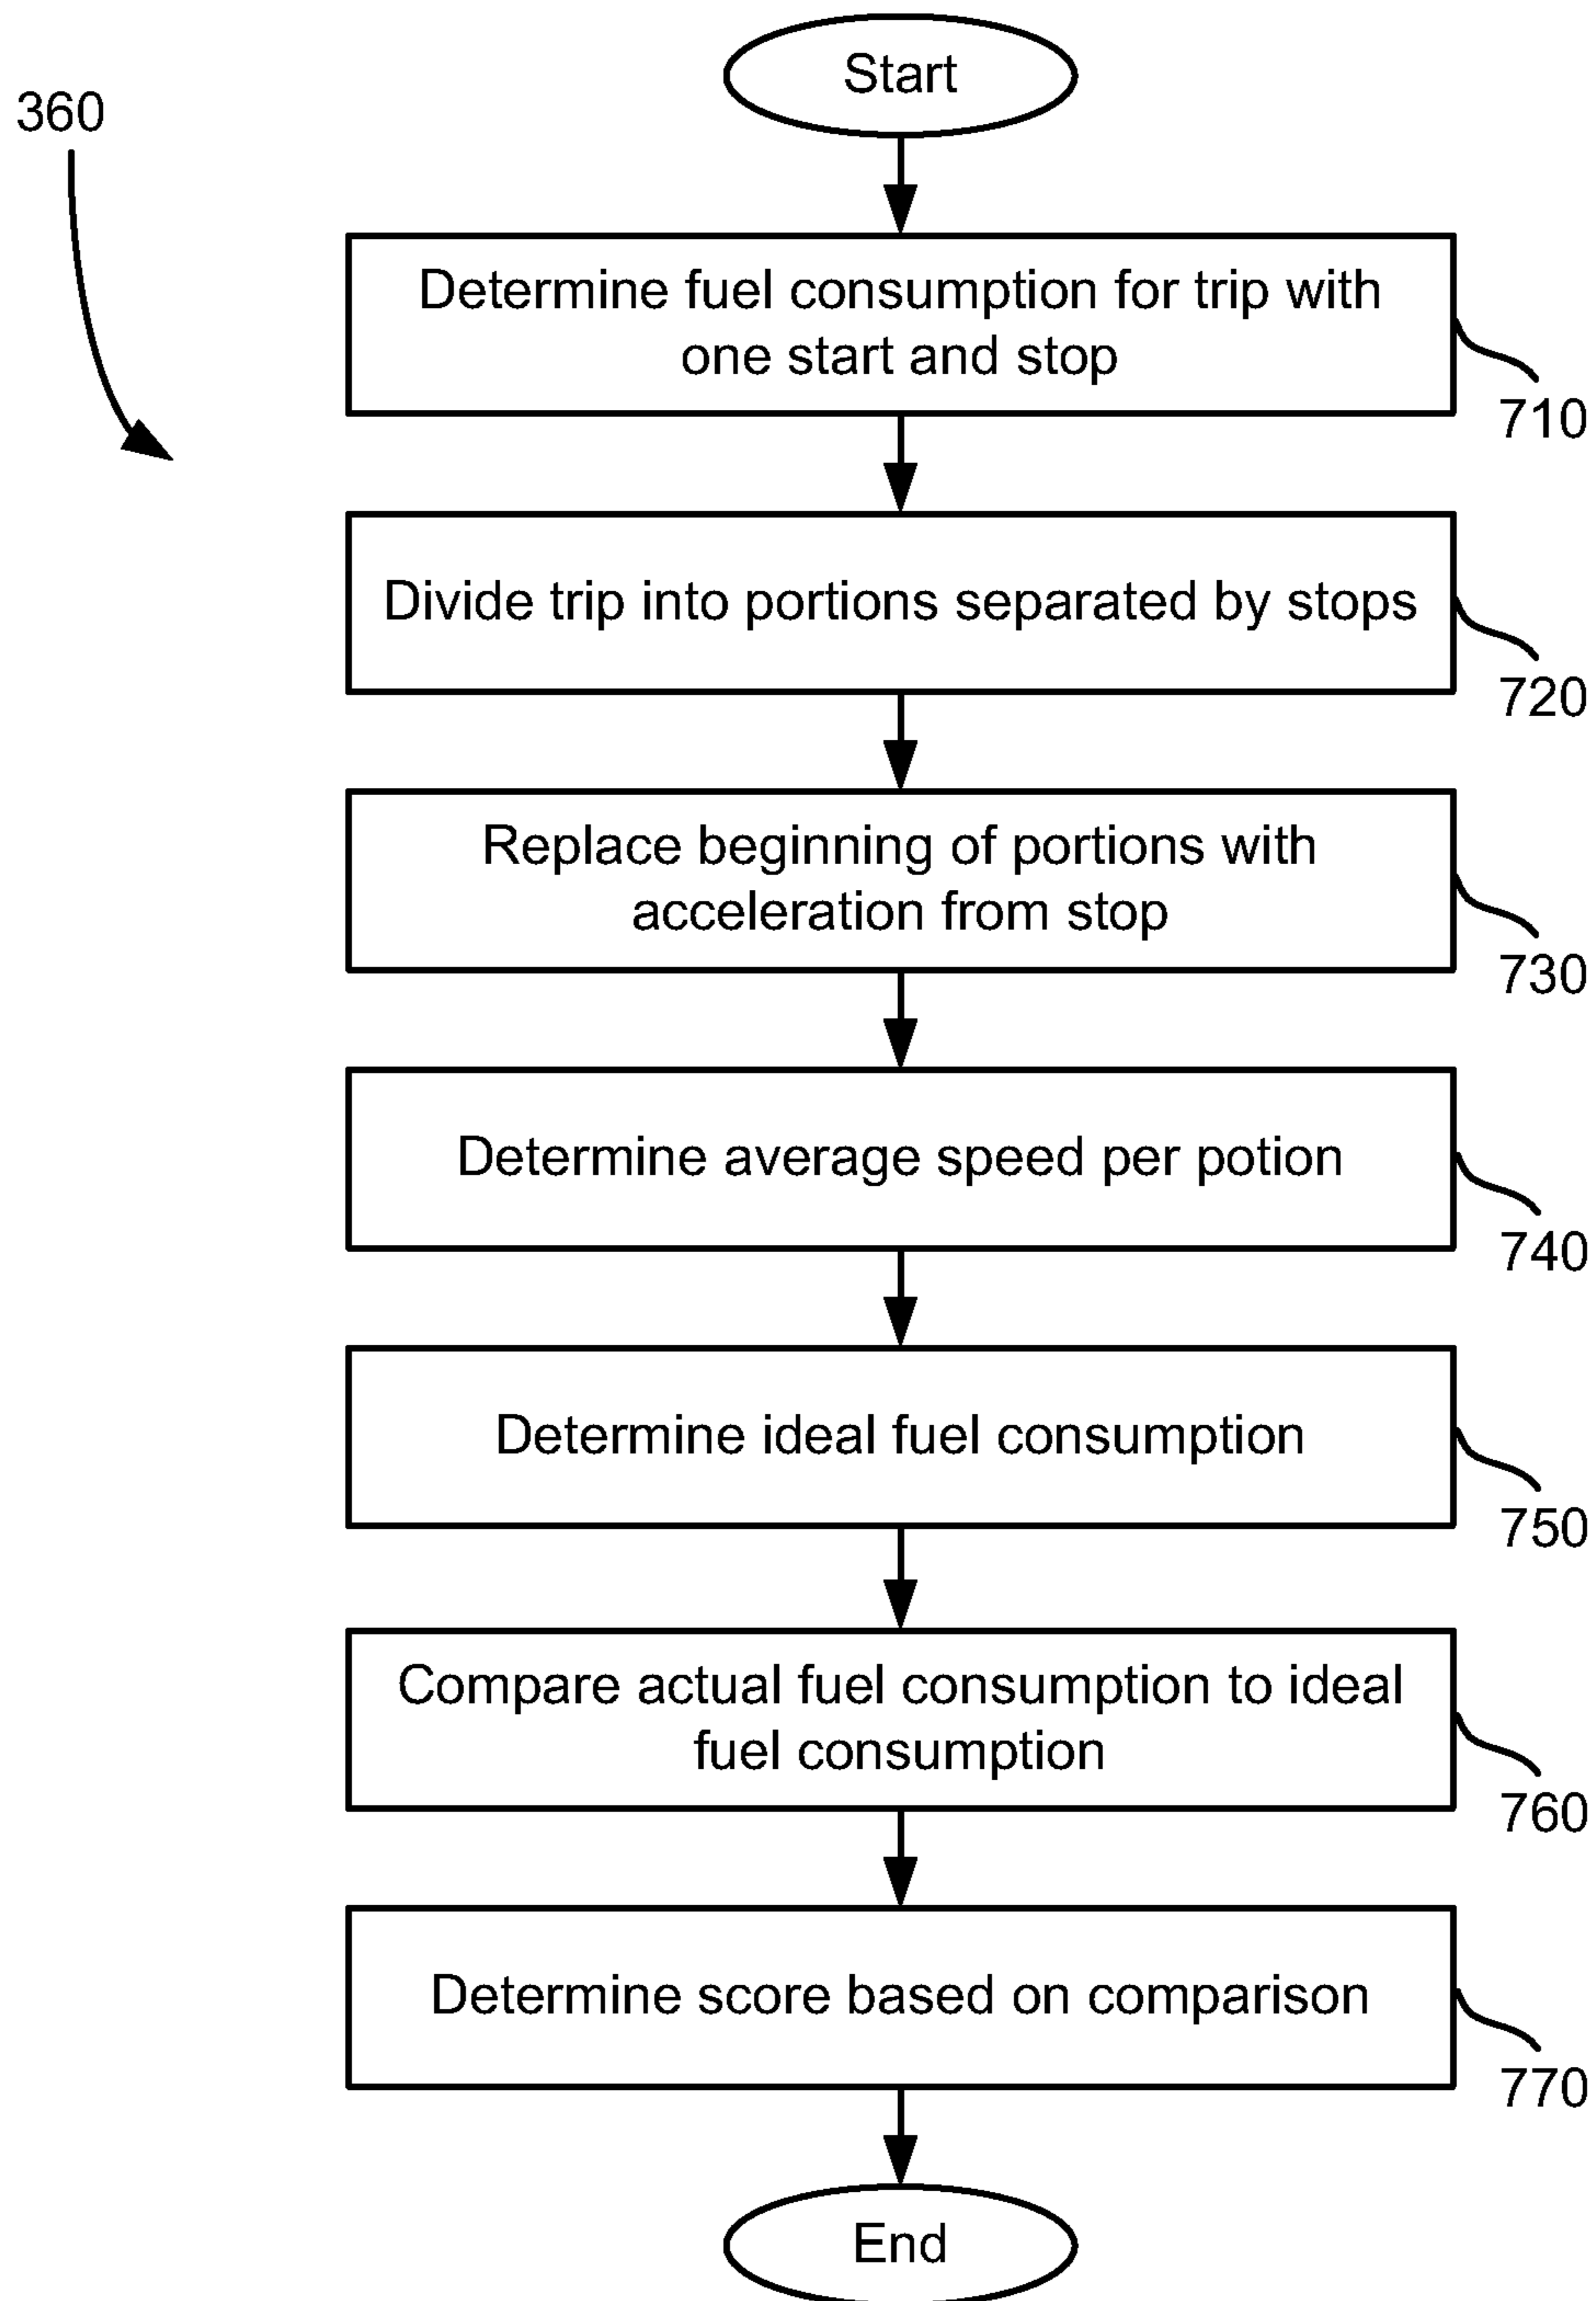 Start
360
Determine fuel consumption for trip with
one start and stop
710
Divide trip into portions separated by stops
720
Replace beginning of portions with
acceleration from stop
730
Determine average speed per potion
740
Determine ideal fuel consumption
750
Compare actual fuel consumption to ideal
fuel consumption
760
Determine score based on comparison
770
End